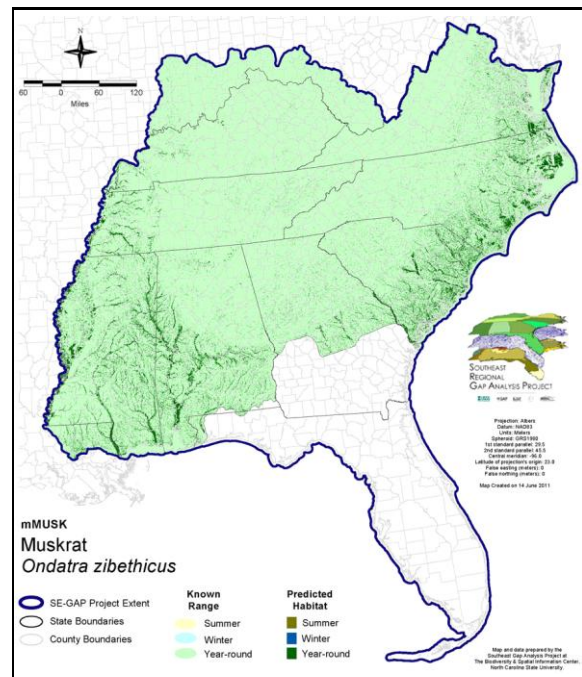 60 0 60 120
Miles
SOUTHEAST
REGIONAL
GAP ANALYSIS PROJECT
Projection: Albers
Datum: NAD83
Units: Meters
Spheroid: GRS1980
1st standard parallel: 29.5
2nd standard parallel: 45.5
Central meridian: -96.0
Latitude of projection's origin: 23.0
False easting (meters): 0
False northing (meters): 0
Map Created on 14 June 2011
mMUSK
Muskrat
Ondatra zibethicus
SE-GAP Project Extent
State Boundaries
County Boundaries
Known
Range
Summer
Winter
Year-round
Predicted
Habitat
Summer
Winter
Year-round
Map and data prepared by the
Southeast Gap Analysis Project at
The Biodiversity & Spatial Information Center,
North Carolina State University.